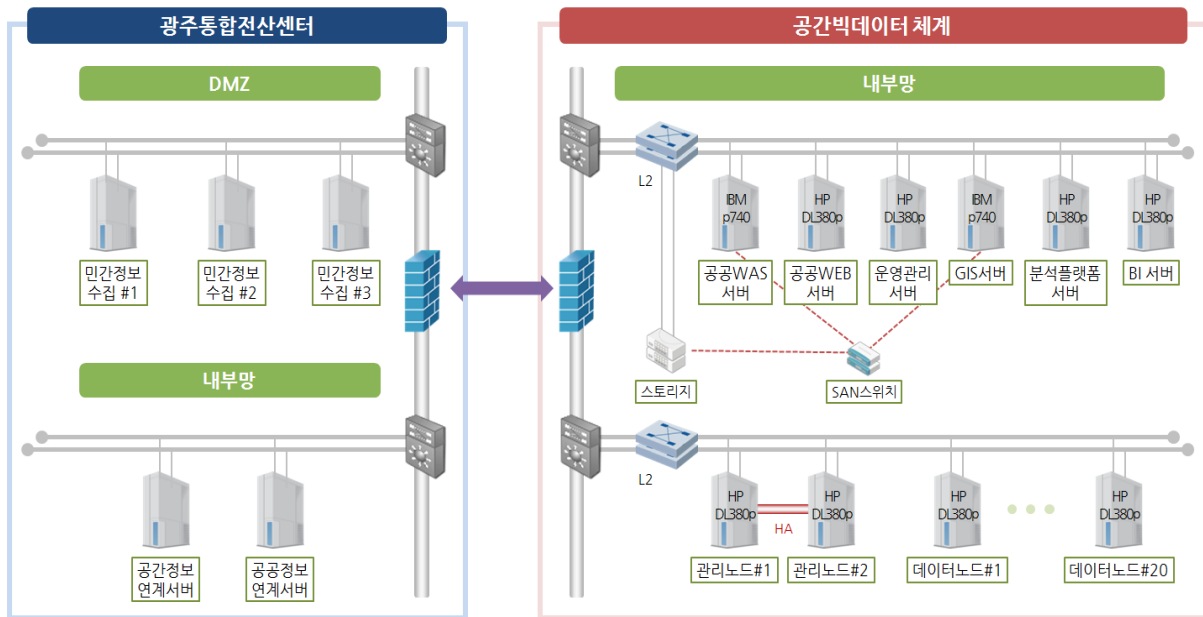 광주통합전산센터
공간빅데이터 체계
DMZ
내부망
L2
IBM
p740
HP
DL380p
HP
DL380p
IBM
p740
HP
DL380p
HP
DL380p
민간정보
수집 #1
민간정보
수집 #2
민간정보
수집 #3
공공WAS
서버
공공WEB
서버
운영관리
서버
GIS서버
분석플랫폼
서버
BI 서버
내부망
스토리지
SAN스위치
L2
HP
DL380p
HA
HP
DL380p
HP
DL380p
HP
DL380p
공간정보
연계서버
공공정보
연계서버
관리노드#1
관리노드#2
데이터노드#1
데이터노드#20